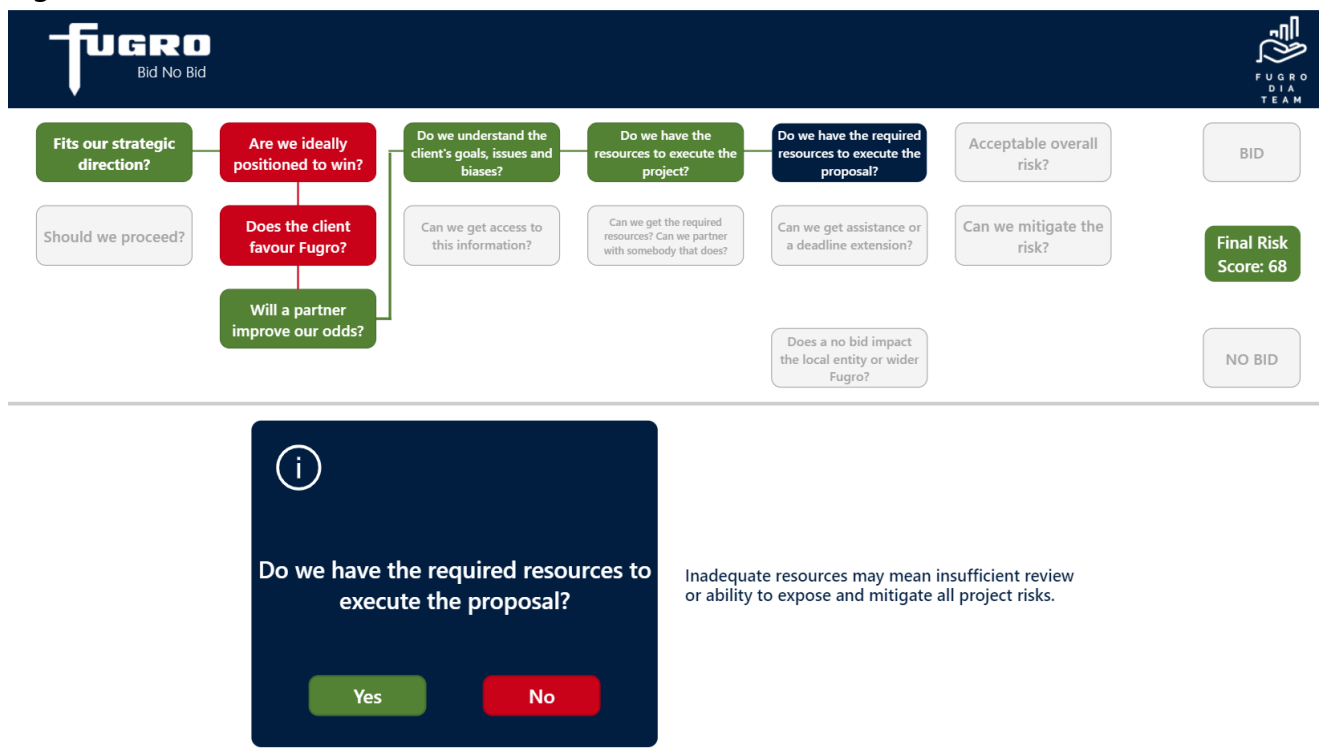 FUGRO
Bid No Bid
FUGRO
DIA
TEAM
Fits our strategic
direction?
Are we ideally
positioned to win?
Do we understand the
client's goals, issues and
biases?
Do we have the
resources to execute the
project?
Do we have the required
resources to execute the
proposal?
Acceptable overall
risk?
BID
Should we proceed?
Does the client
favour Fugro?
Can we get access to
this information?
Can we get the required
resources? Can we partner
with somebody that does?
Can we get assistance or
a deadline extension?
Can we mitigate the
risk?
Final Risk
Score: 68
Will a partner
improve our odds?
Does a no bid impact
the local entity or wider
Fugro?
NO BID
i
Do we have the required resources to
execute the proposal?
Yes
No
Inadequate resources may mean insufficient review
or ability to expose and mitigate all project risks.